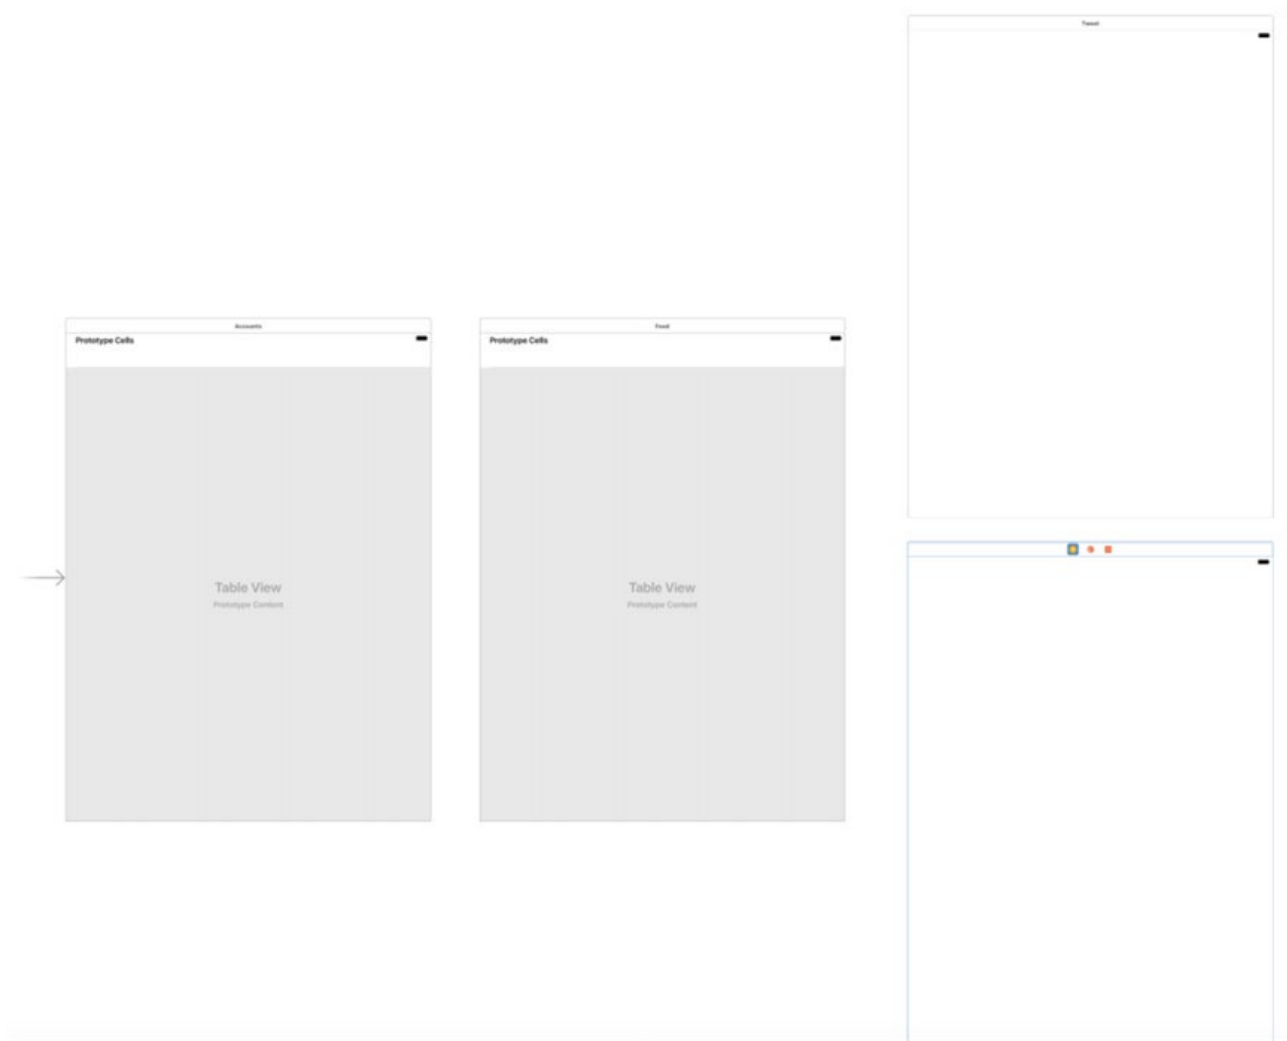 Tweet
Accounts
Prototype Cells
Table View
Prototype Content
Feed
Prototype Cells
Table View
Prototype Content